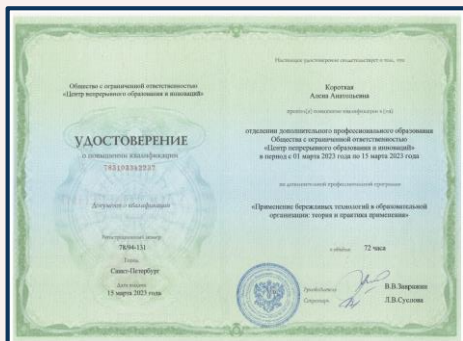 Общество с ограниченной ответственностью
«Центр непрерывного образования и инноваций»
УДОСТОВЕРЕНИЕ
о повышении квалификации
Документ о квалификации
Регистрационный номер
78/94-131
Город
Санкт-Петербург
Дата выдачи
15 марта 2023 года
Настоящее удостоверение свидетельствует о том, что
Короткая
Алена Анатольевна
прошел(а) повышение квалификации в (на)
отделении дополнительного профессионального образования
Общества с ограниченной ответственностью
«Центр непрерывного образования и инноваций»
в период с 01 марта 2023 года по 15 марта 2023 года
по дополнительной профессиональной программе
«Применение бережливых технологий в образовательной
организации: теория и практика применения»
в объёме 72 часа
Руководитель
Секретарь Л.В.Суслова